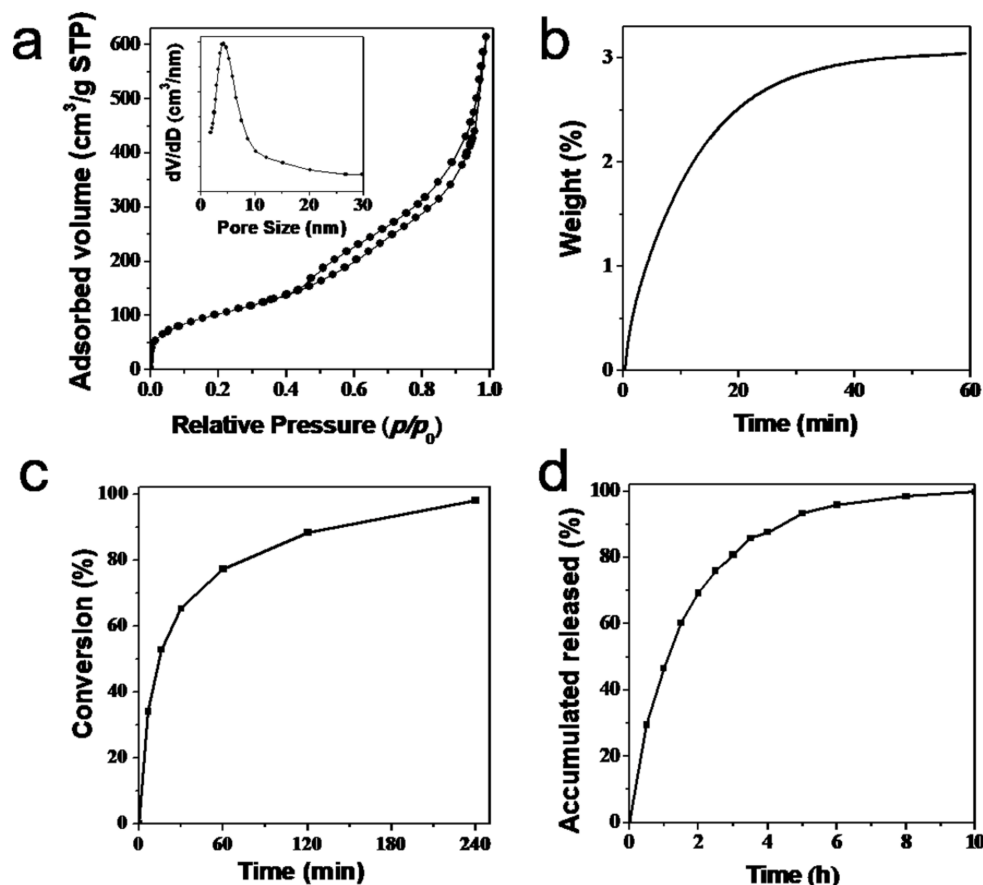 a
600
500
400
300
200
100
0
0.0 0.2 0.4 0.6 0.8 1.0
Adsorbed volume (cm³/g STP)
Relative Pressure (p/p₀)
dV/dD (cm³/nm)
0 10 20 30
Pore Size (nm)
b
3
2
1
0
0 20 40 60
Weight (%)
Time (min)
c
100
80
60
40
20
0
0 60 120 180 240
Conversion (%)
Time (min)
d
100
80
60
40
20
0
0 2 4 6 8 10
Accumulated released (%)
Time (h)